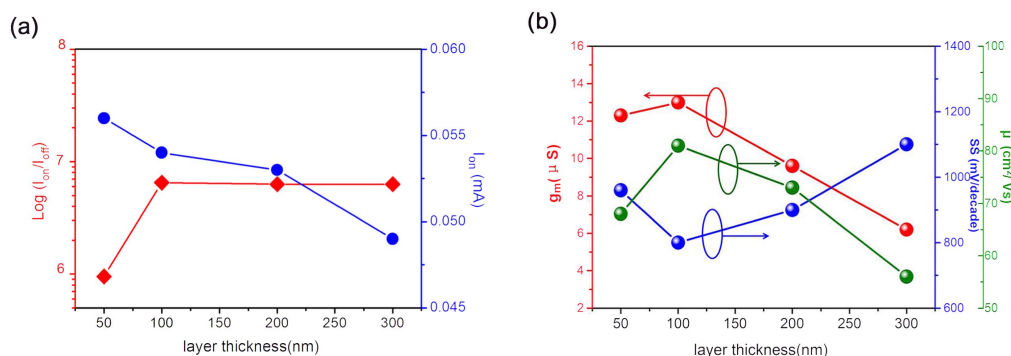 (a)
8
7
6
Log (Ion/Ioff)
0.060
0.055
0.050
0.045
Ion (mA)
50 100 150 200 250 300
layer thickness(nm)
(b)
16
14
12
10
8
6
4
2
gm( μ S)
1400
1200
1000
800
600
SS (mV/decade)
100
90
80
70
60
50
μ (cm²/ Vs)
50 100 150 200 250 300
layer thickness(nm)